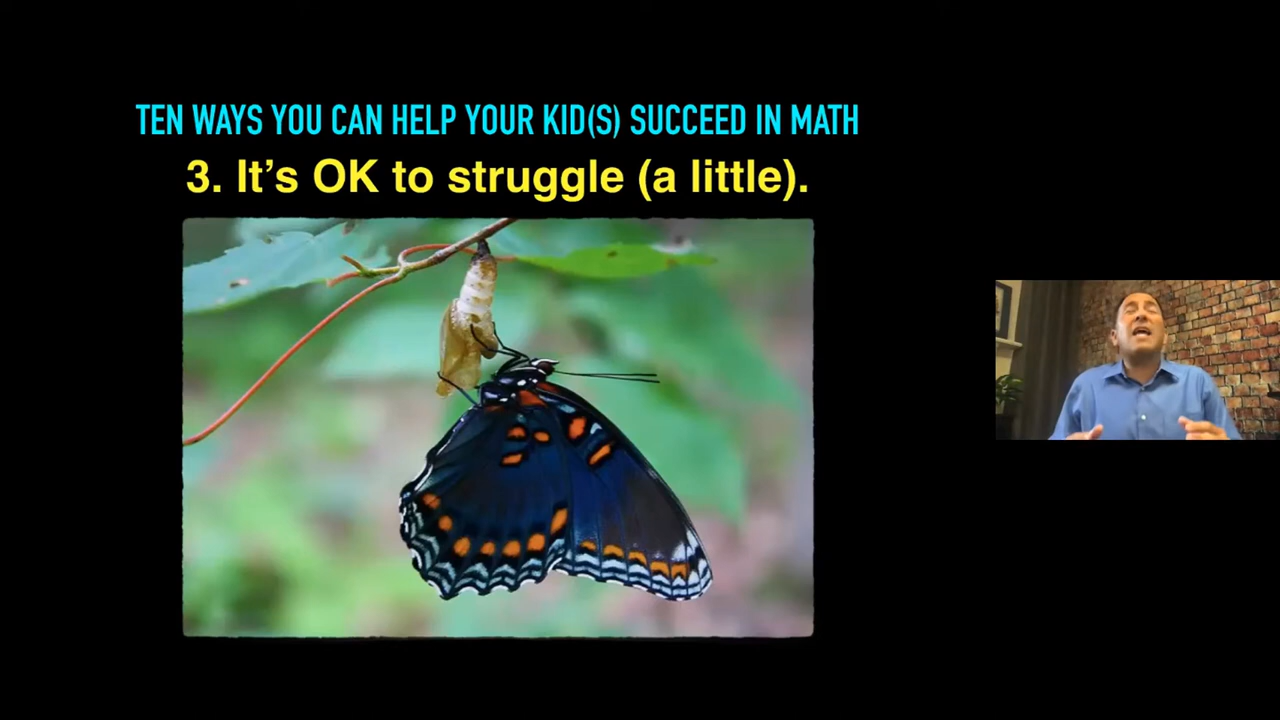 TEN WAYS YOU CAN HELP YOUR KID(S) SUCCEED IN MATH
3. It’s OK to struggle (a little).